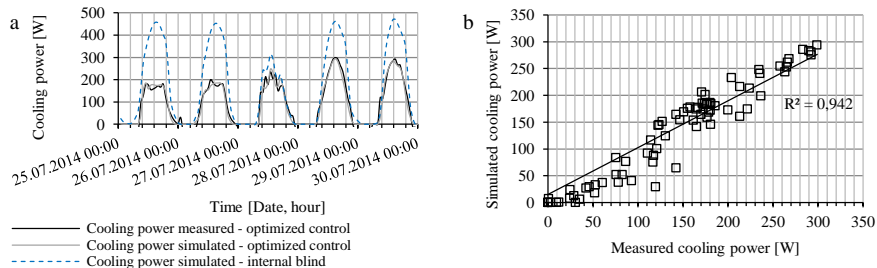 a
Cooling power [W]
500
400
300
200
100
0
25.07.2014 00:00
26.07.2014 00:00
27.07.2014 00:00
28.07.2014 00:00
29.07.2014 00:00
30.07.2014 00:00
Time [Date, hour]
Cooling power measured - optimized control
Cooling power simulated - optimized control
Cooling power simulated - internal blind
b
Simulated cooling power [W]
350
300
250
200
150
100
50
0
R² = 0,942
0
50
100
150
200
250
300
350
Measured cooling power [W]